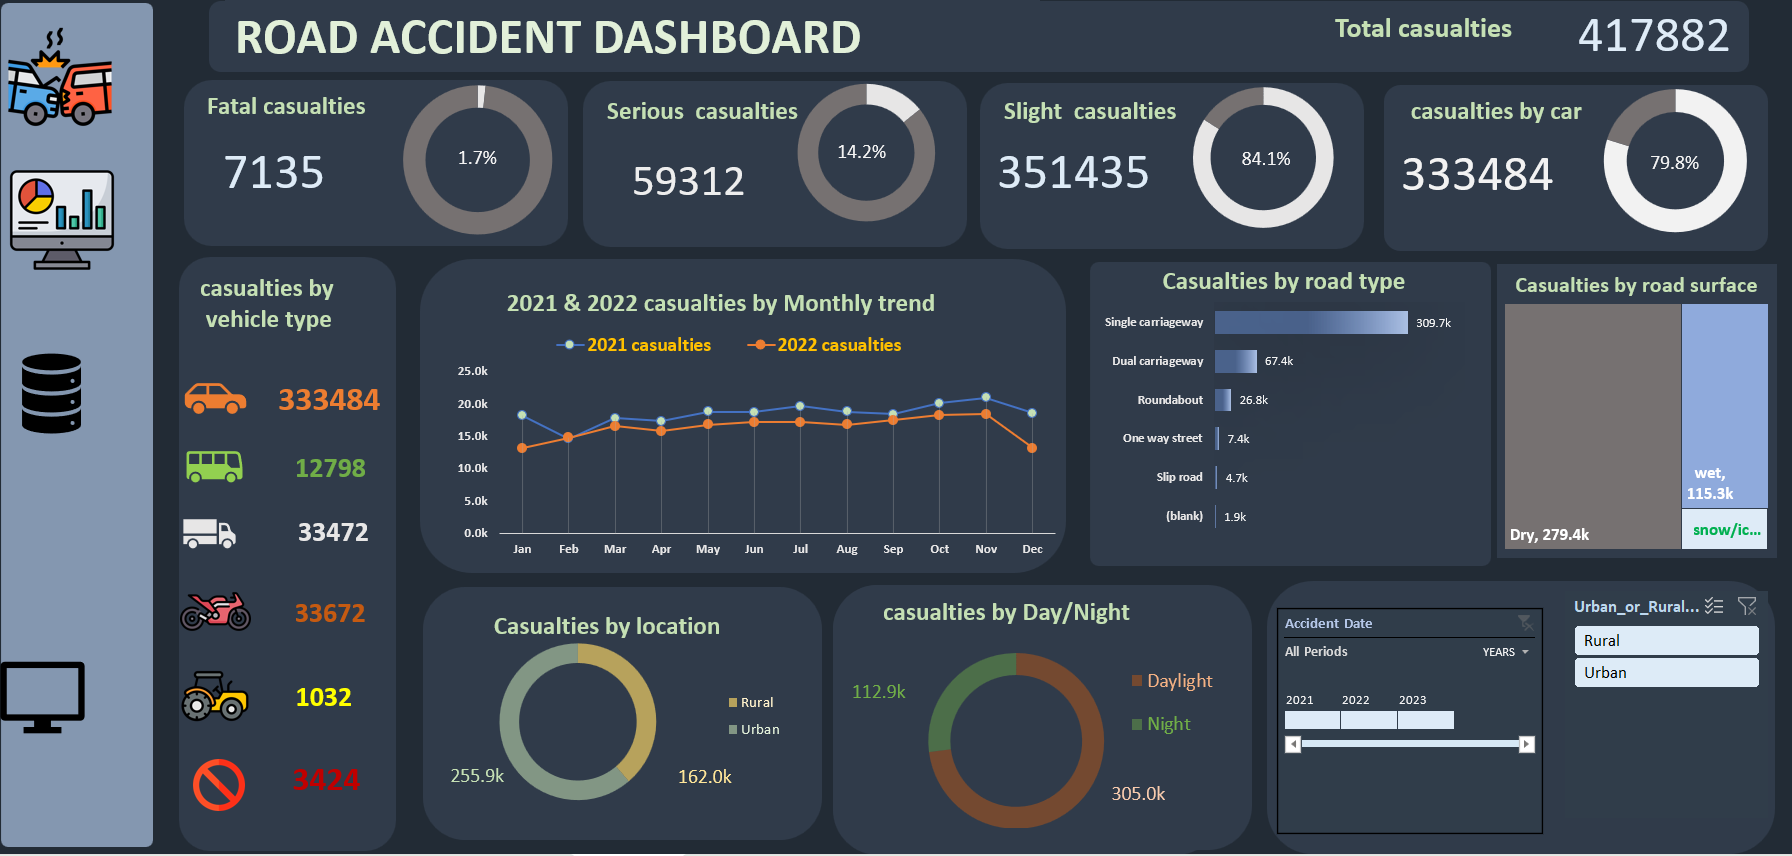 ROAD ACCIDENT DASHBOARD
Total casualties
417882
Fatal casualties
7135
1.7%
Serious casualties
59312
14.2%
Slight casualties
351435
84.1%
casualties by car
333484
79.8%
casualties by
vehicle type
333484
12798
33472
33672
1032
3424
2021 & 2022 casualties by Monthly trend
2021 casualties
2022 casualties
25.0k
20.0k
15.0k
10.0k
5.0k
0.0k
Jan Feb Mar Apr May Jun Jul Aug Sep Oct Nov Dec
Casualties by road type
Single carriageway 309.7k
Dual carriageway 67.4k
Roundabout 26.8k
One way street 7.4k
Slip road 4.7k
(blank) 1.9k
Casualties by road surface
Dry, 279.4k
wet,
115.3k
snow/ic...
Casualties by location
Rural
Urban
255.9k
162.0k
casualties by Day/Night
112.9k
Daylight
Night
305.0k
Accident Date
All Periods YEARS
2021 2022 2023
Urban_or_Rural...
Rural
Urban